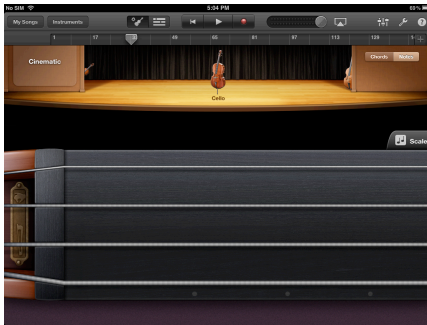 No SIM 5:04 PM 69%
My Songs Instruments
1 17 49 65 81 97 113 129
Cinematic
Chords Notes
Cello
Scale